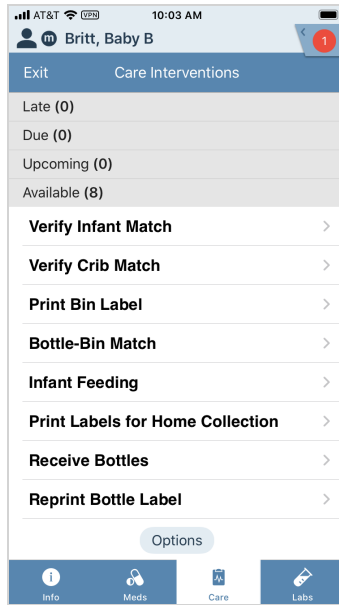 AT&T VPN 10:03 AM
m Britt, Baby B
1
Exit Care Interventions
Late (0)
Due (0)
Upcoming (0)
Available (8)
Verify Infant Match
Verify Crib Match
Print Bin Label
Bottle-Bin Match
Infant Feeding
Print Labels for Home Collection
Receive Bottles
Reprint Bottle Label
Options
Info Meds Care Labs